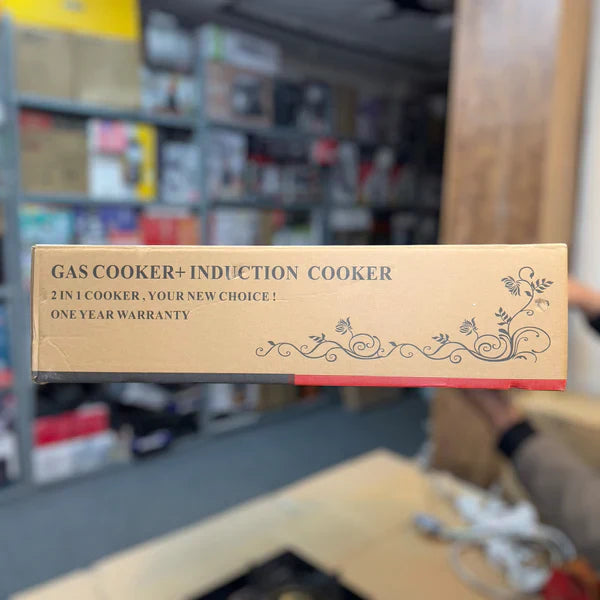 GAS COOKER+ INDUCTION COOKER
2 IN 1 COOKER , YOUR NEW CHOICE !
ONE YEAR WARRANTY